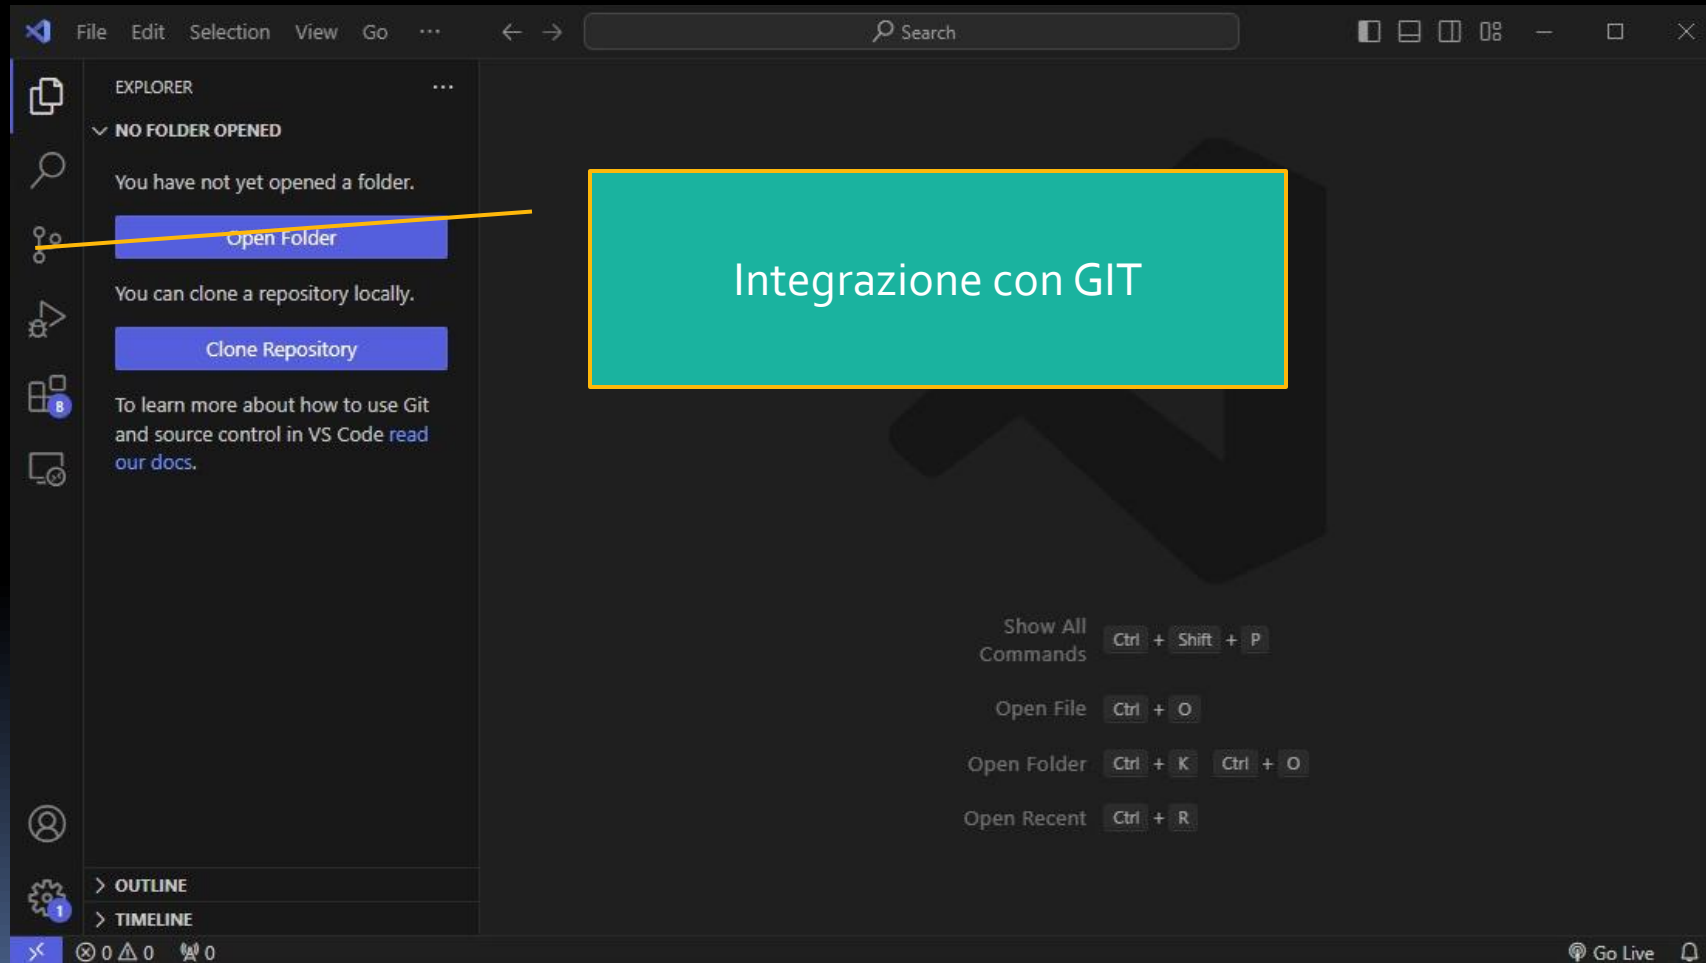 File Edit Selection View Go ···
Search
EXPLORER ···
NO FOLDER OPENED
You have not yet opened a folder.
Open Folder
You can clone a repository locally.
Clone Repository
To learn more about how to use Git
and source control in VS Code read
our docs.
8
Integrazione con GIT
Show All
Commands Ctrl + Shift + P
Open File Ctrl + O
Open Folder Ctrl + K Ctrl + O
Open Recent Ctrl + R
OUTLINE
1
TIMELINE
0 0 0
Go Live